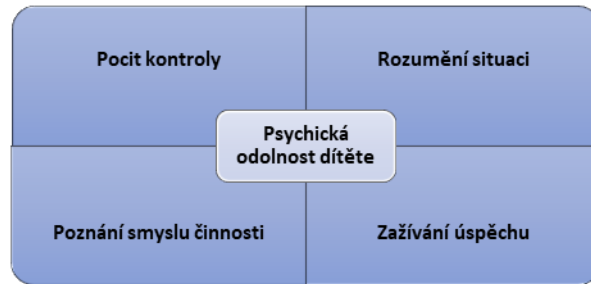 Pocit kontroly
Rozumění situaci
Psychická
odolnost dítěte
Poznání smyslu činnosti
Zažívání úspěchu